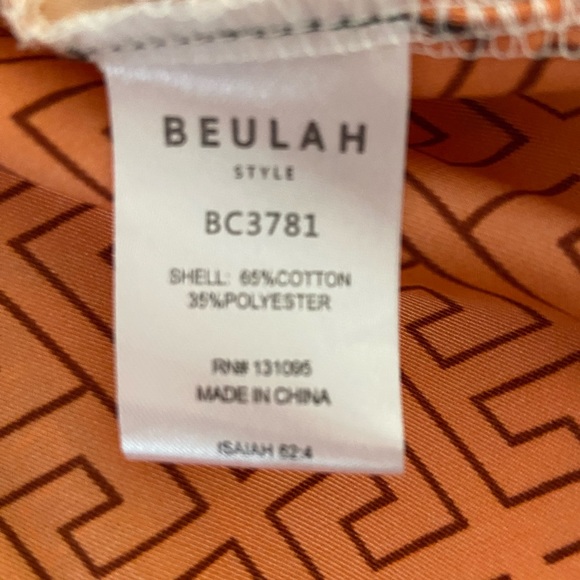 BEULAH
STYLE
BC3781
SHELL: 65%COTTON
35%POLYESTER
RN# 131095
MADE IN CHINA
ISAIAH 62:4